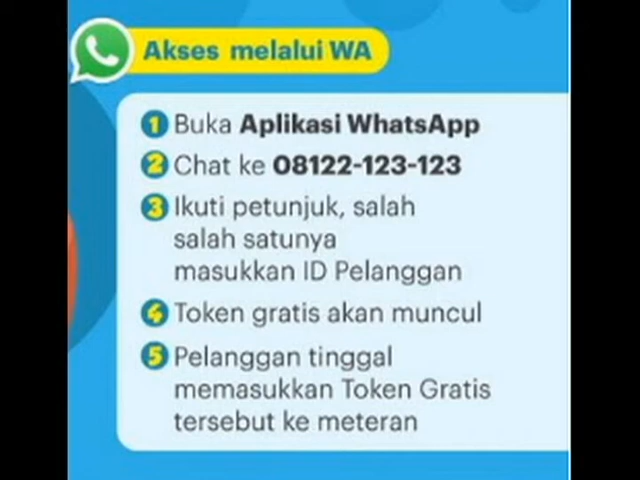 Akses melalui WA
1 Buka Aplikasi WhatsApp
2 Chat ke 08122-123-123
3 Ikuti petunjuk, salah
salah satunya
masukkan ID Pelanggan
4 Token gratis akan muncul
5 Pelanggan tinggal
memasukkan Token Gratis
tersebut ke meteran